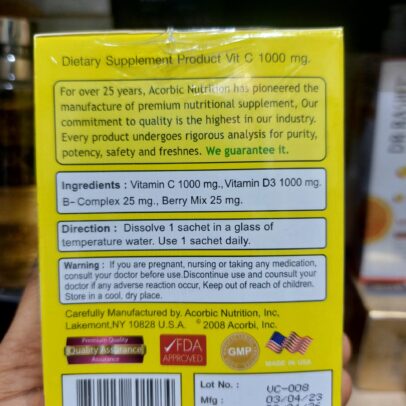 Dietary Supplement Product Vit C 1000 mg.
For over 25 years, Acorbic Nutrition has pioneered the
manufacture of premium nutritional supplement, Our
commitment to quality is the highest in our industry.
Every product undergoes rigorous analysis for purity,
potency, safety and freshnes. We guarantee it.
Ingredients : Vitamin C 1000 mg., Vitamin D3 1000 mg.
B-Complex 25 mg., Berry Mix 25 mg.
Direction : Dissolve 1 sachet in a glass of
temperature water. Use 1 sachet daily.
Warning : If you are pregnant, nursing or taking any medication,
consult your doctor before use.Discontinue use and counsult your
doctor if any adverse reaction occur, Keep out of reach of children.
Store in a cool, dry place.
Carefully Manufactured by. Acorbic Nutrition, Inc,
Lakemont,NY 10828 U.S.A. ©2008 Acorbi, Inc.
Premium Quality
Quality Assurance
Assurance
FDA
APPROVED
GMP
MADE IN USA
Lot No. : VC-008
Mfg : 03/04/23